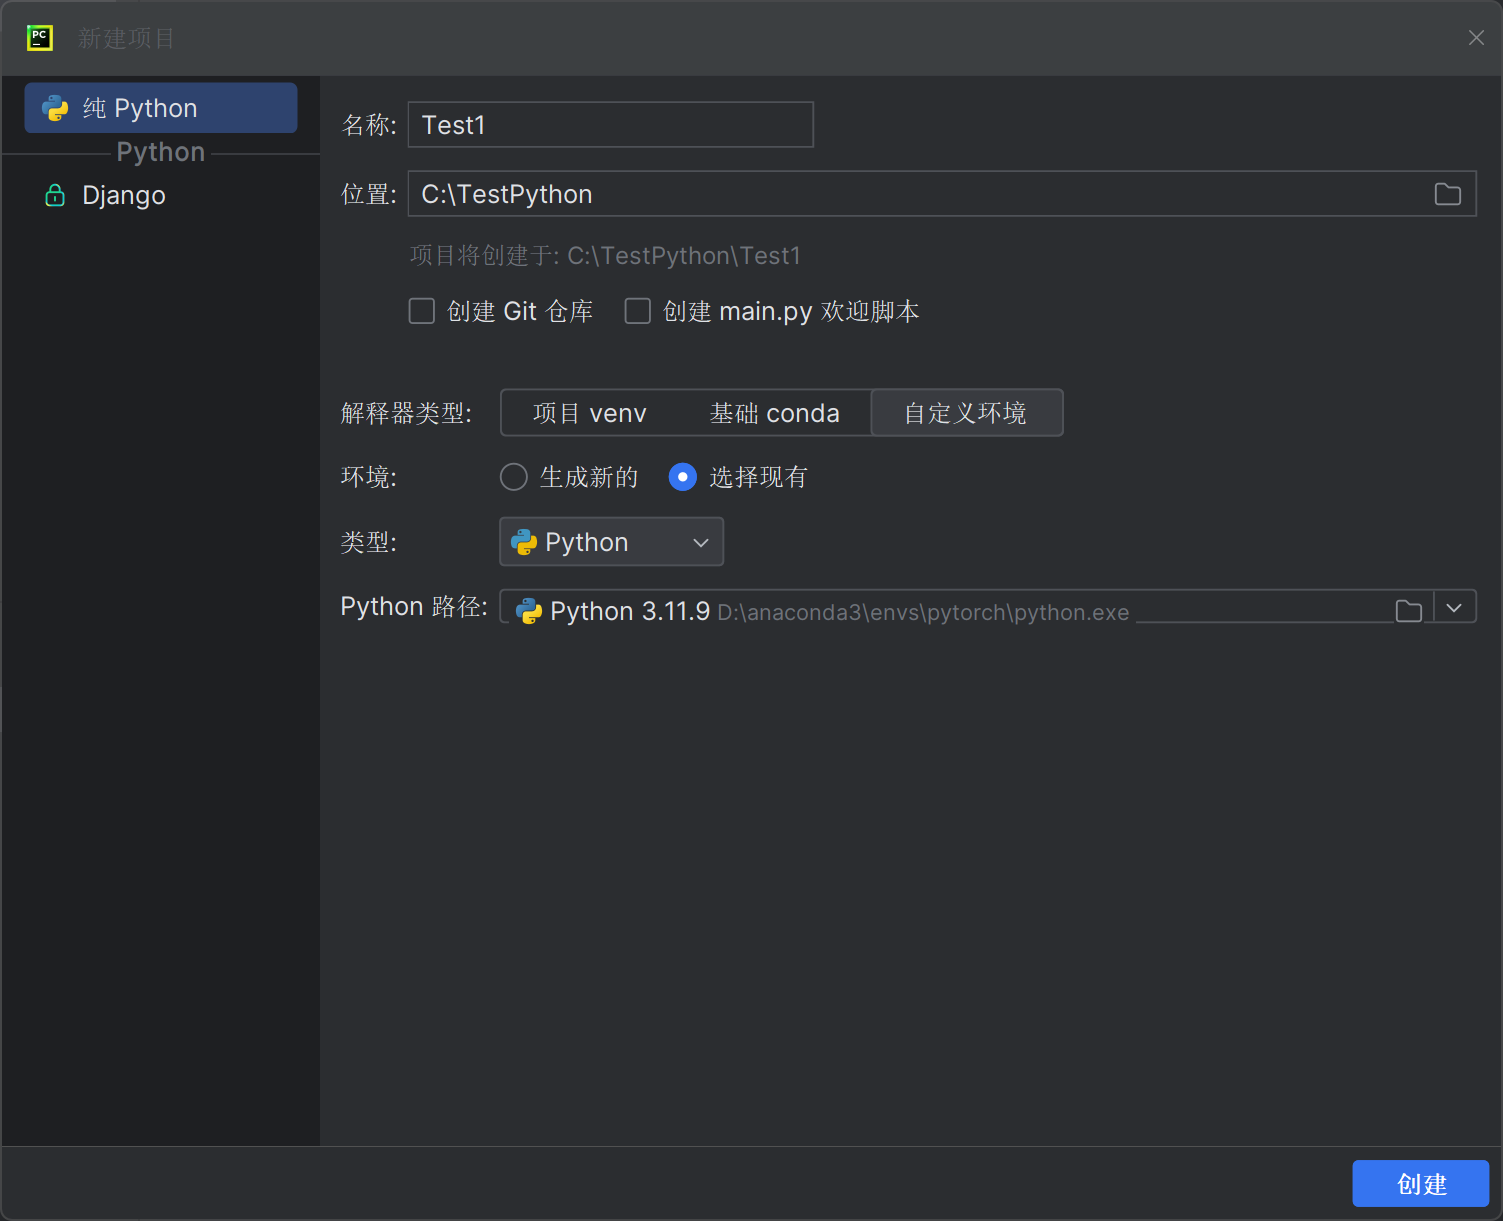 PC
新建项目
纯 Python
Python
Django
名称: Test1
位置: C:\TestPython
项目将创建于: C:\TestPython\Test1
创建 Git 仓库 创建 main.py 欢迎脚本
解释器类型: 项目 venv 基础 conda 自定义环境
环境: 生成新的 选择现有
类型: Python
Python 路径: Python 3.11.9 D:\anaconda3\envs\pytorch\python.exe
创建